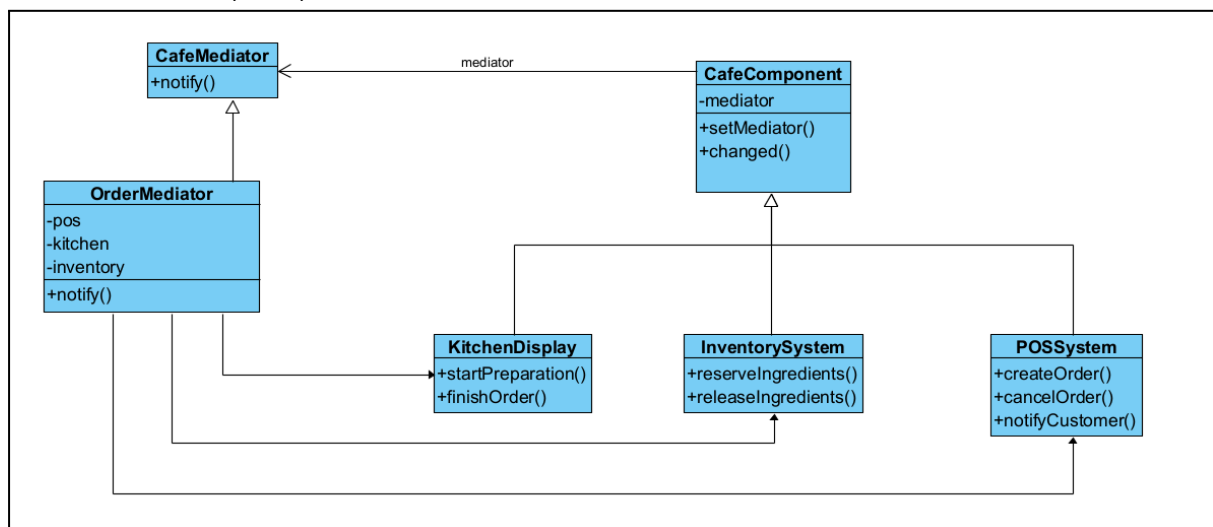 CafeMediator
+notify()
mediator
CafeComponent
-mediator
+setMediator()
+changed()
OrderMediator
-pos
-kitchen
-inventory
+notify()
KitchenDisplay
+startPreparation()
+finishOrder()
InventorySystem
+reserveIngredients()
+releaseIngredients()
POSSystem
+createOrder()
+cancelOrder()
+notifyCustomer()